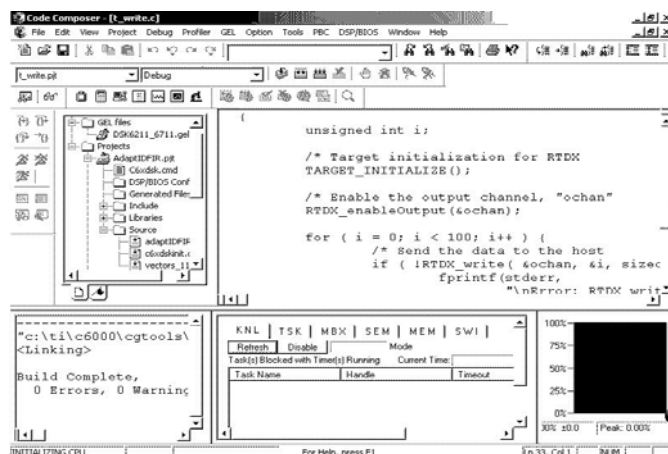 Code Composer - [t_write.c]
File Edit View Project Debug Profiler GEL Option Tools PBC DSP/BIOS Window Help
t_write.pjt Debug
GEL files
DSK6211_6711.gel
Projects
AdaptIDFIR.pjt
C6xdsk.cmd
DSP/BIOS Conf
Generated Files
Include
Libraries
Source
adaptIDFIR
c6xdskinit.c
vectors_11
{
unsigned int i;
/* Target initialization for RTDX
TARGET_INITIALIZE();
/* Enable the output channel, "ochan"
RTDX_enableOutput(&ochan);
for ( i = 0; i < 100; i++ ) {
/* Send the data to the host
if ( !RTDX_write( &ochan, &i, sizeo
fprintf(stderr,
"\nError: RTDX writ
"c:\ti\c6000\cgtools\
<Linking>
Build Complete,
0 Errors, 0 Warning
KNL TSK MBX SEM MEM SWI
Refresh Disable Mode
Task(s) Blocked with Timer(s) Running Current Time:
Task Name Handle Timeout
100%
75%
50%
25%
0%
00% ±0.0 Peak: 0.00%
INITIALIZING CPU For Help, press F1 Ln 33, Col 1 NUM